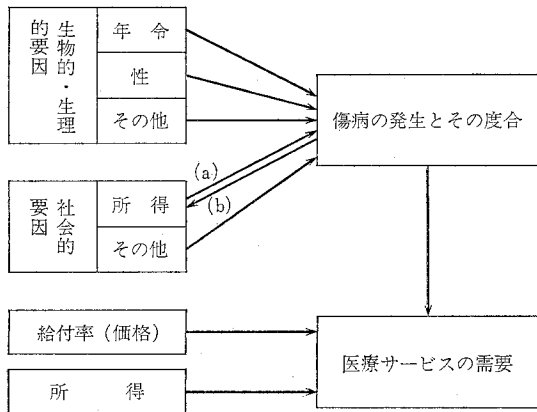 生物的・生理
的要因
年令
性
その他
傷病の発生とその度合
(a)
(b)
社会的
要因
所得
その他
給付率（価格）
所得
医療サービスの需要